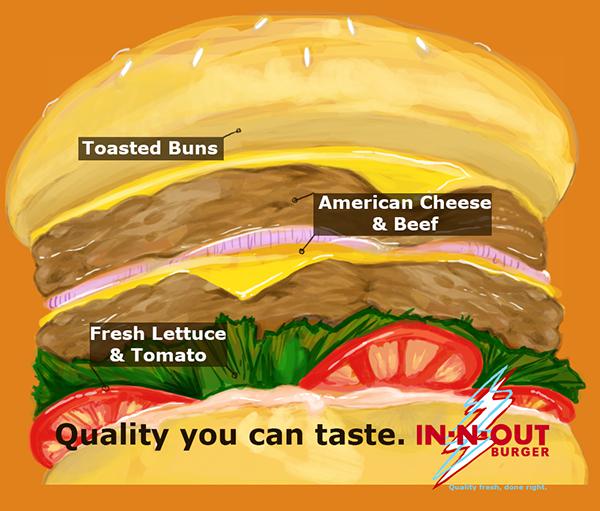 Toasted Buns
American Cheese
& Beef
Fresh Lettuce
& Tomato
Quality you can taste.
IN-N-OUT
BURGER
Quality fresh, done right.